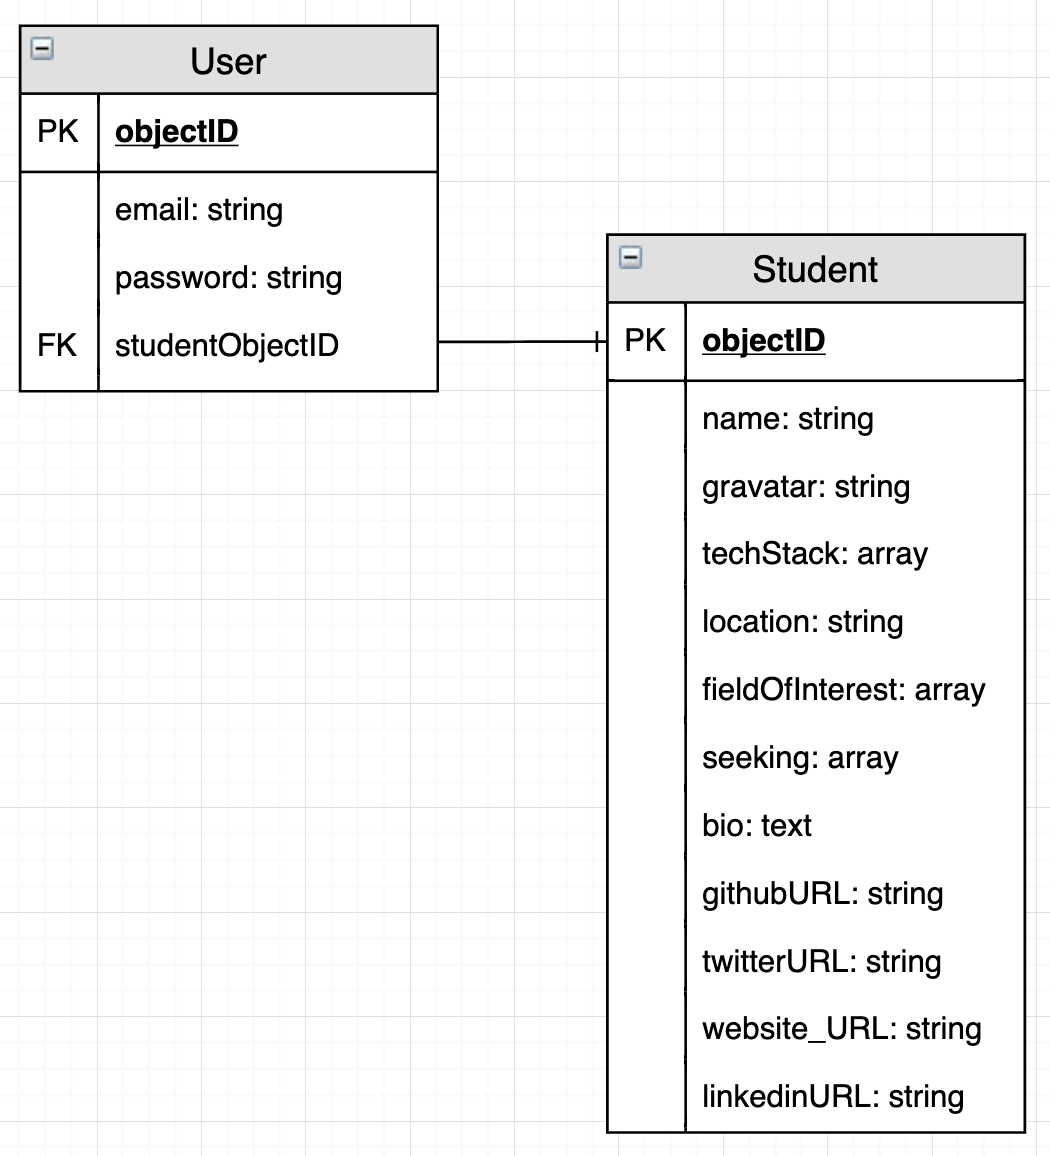 User
PK objectID
email: string
password: string
FK studentObjectID
Student
PK objectID
name: string
gravatar: string
techStack: array
location: string
fieldOfInterest: array
seeking: array
bio: text
githubURL: string
twitterURL: string
website_URL: string
linkedinURL: string